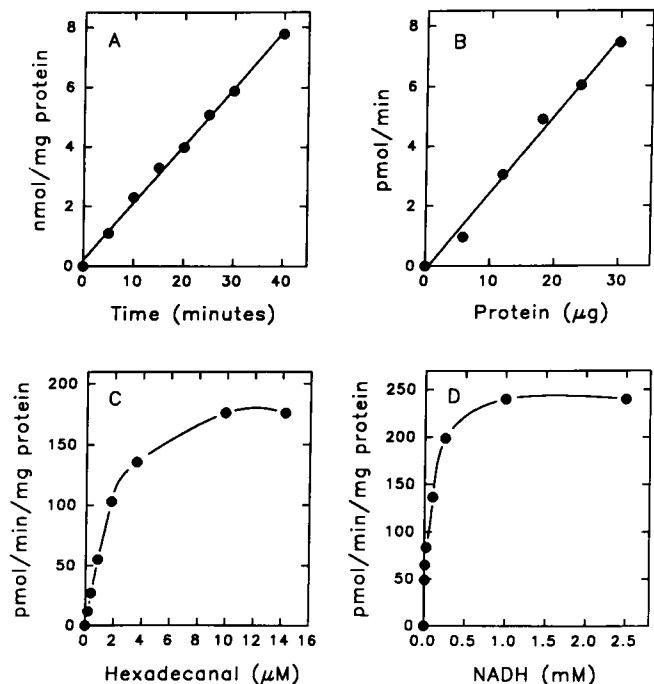 A
nmol/mg protein
8
6
4
2
0
0 10 20 30 40
Time (minutes)
B
pmol/min
8
6
4
2
0
0 10 20 30
Protein (μg)
C
pmol/min/mg protein
200
150
100
50
0
0 2 4 6 8 10 12 14 16
Hexadecanal (μM)
D
pmol/min/mg protein
250
200
150
100
50
0
0.0 0.5 1.0 1.5 2.0 2.5
NADH (mM)